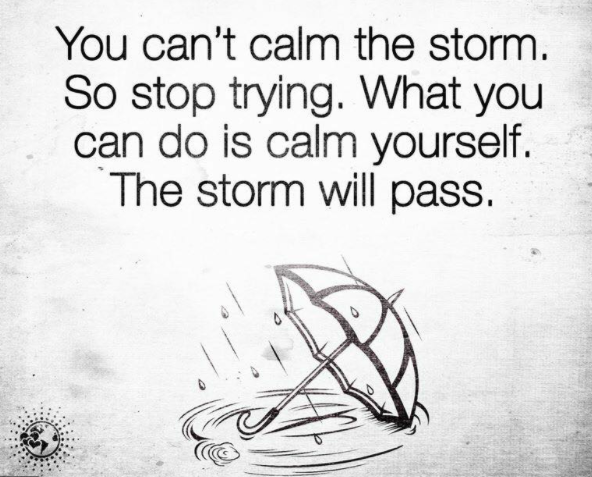 You can't calm the storm.
So stop trying. What you
can do is calm yourself.
The storm will pass.